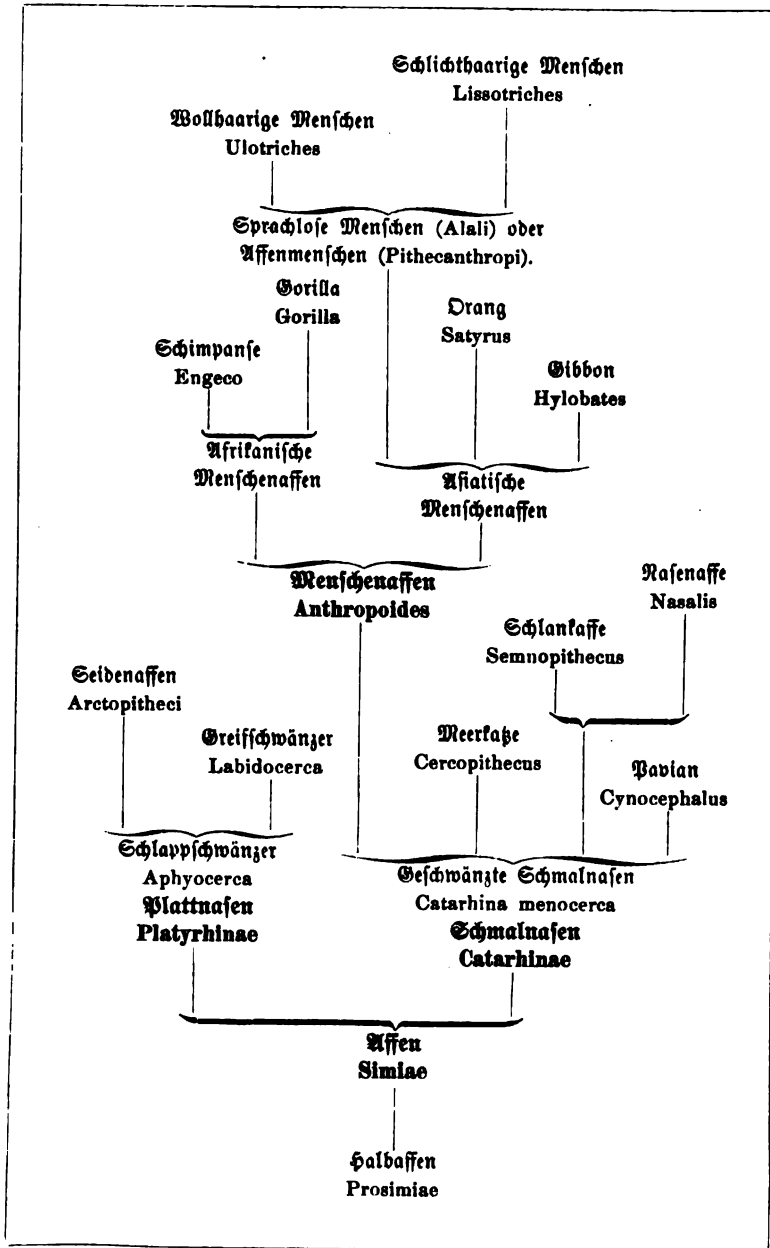 Schlichthaarige Menschen
Lissotriches
Wollhaarige Menschen
Ulotriches
Sprachlose Menschen (Alali) oder
Affenmenschen (Pithecanthropi).
Gorilla
Gorilla
Orang
Satyrus
Schimpanse
Engeco
Gibbon
Hylobates
Afrikanische
Menschenaffen
Asiatische
Menschenaffen
Menschenaffen
Anthropoides
Nasenaffe
Nasalis
Schlankaffe
Semnopithecus
Seidenaffen
Arctopitheci
Greifschwänzer
Labidocerca
Meerkatze
Cercopithecus
Pavian
Cynocephalus
Schlappschwänzer
Aphyocerca
Plattnasen
Platyrhinae
Geschwänzte Schmalnasen
Catarhina menocerca
Schmalnasen
Catarhinae
Affen
Simiae
Halbaffen
Prosimiae